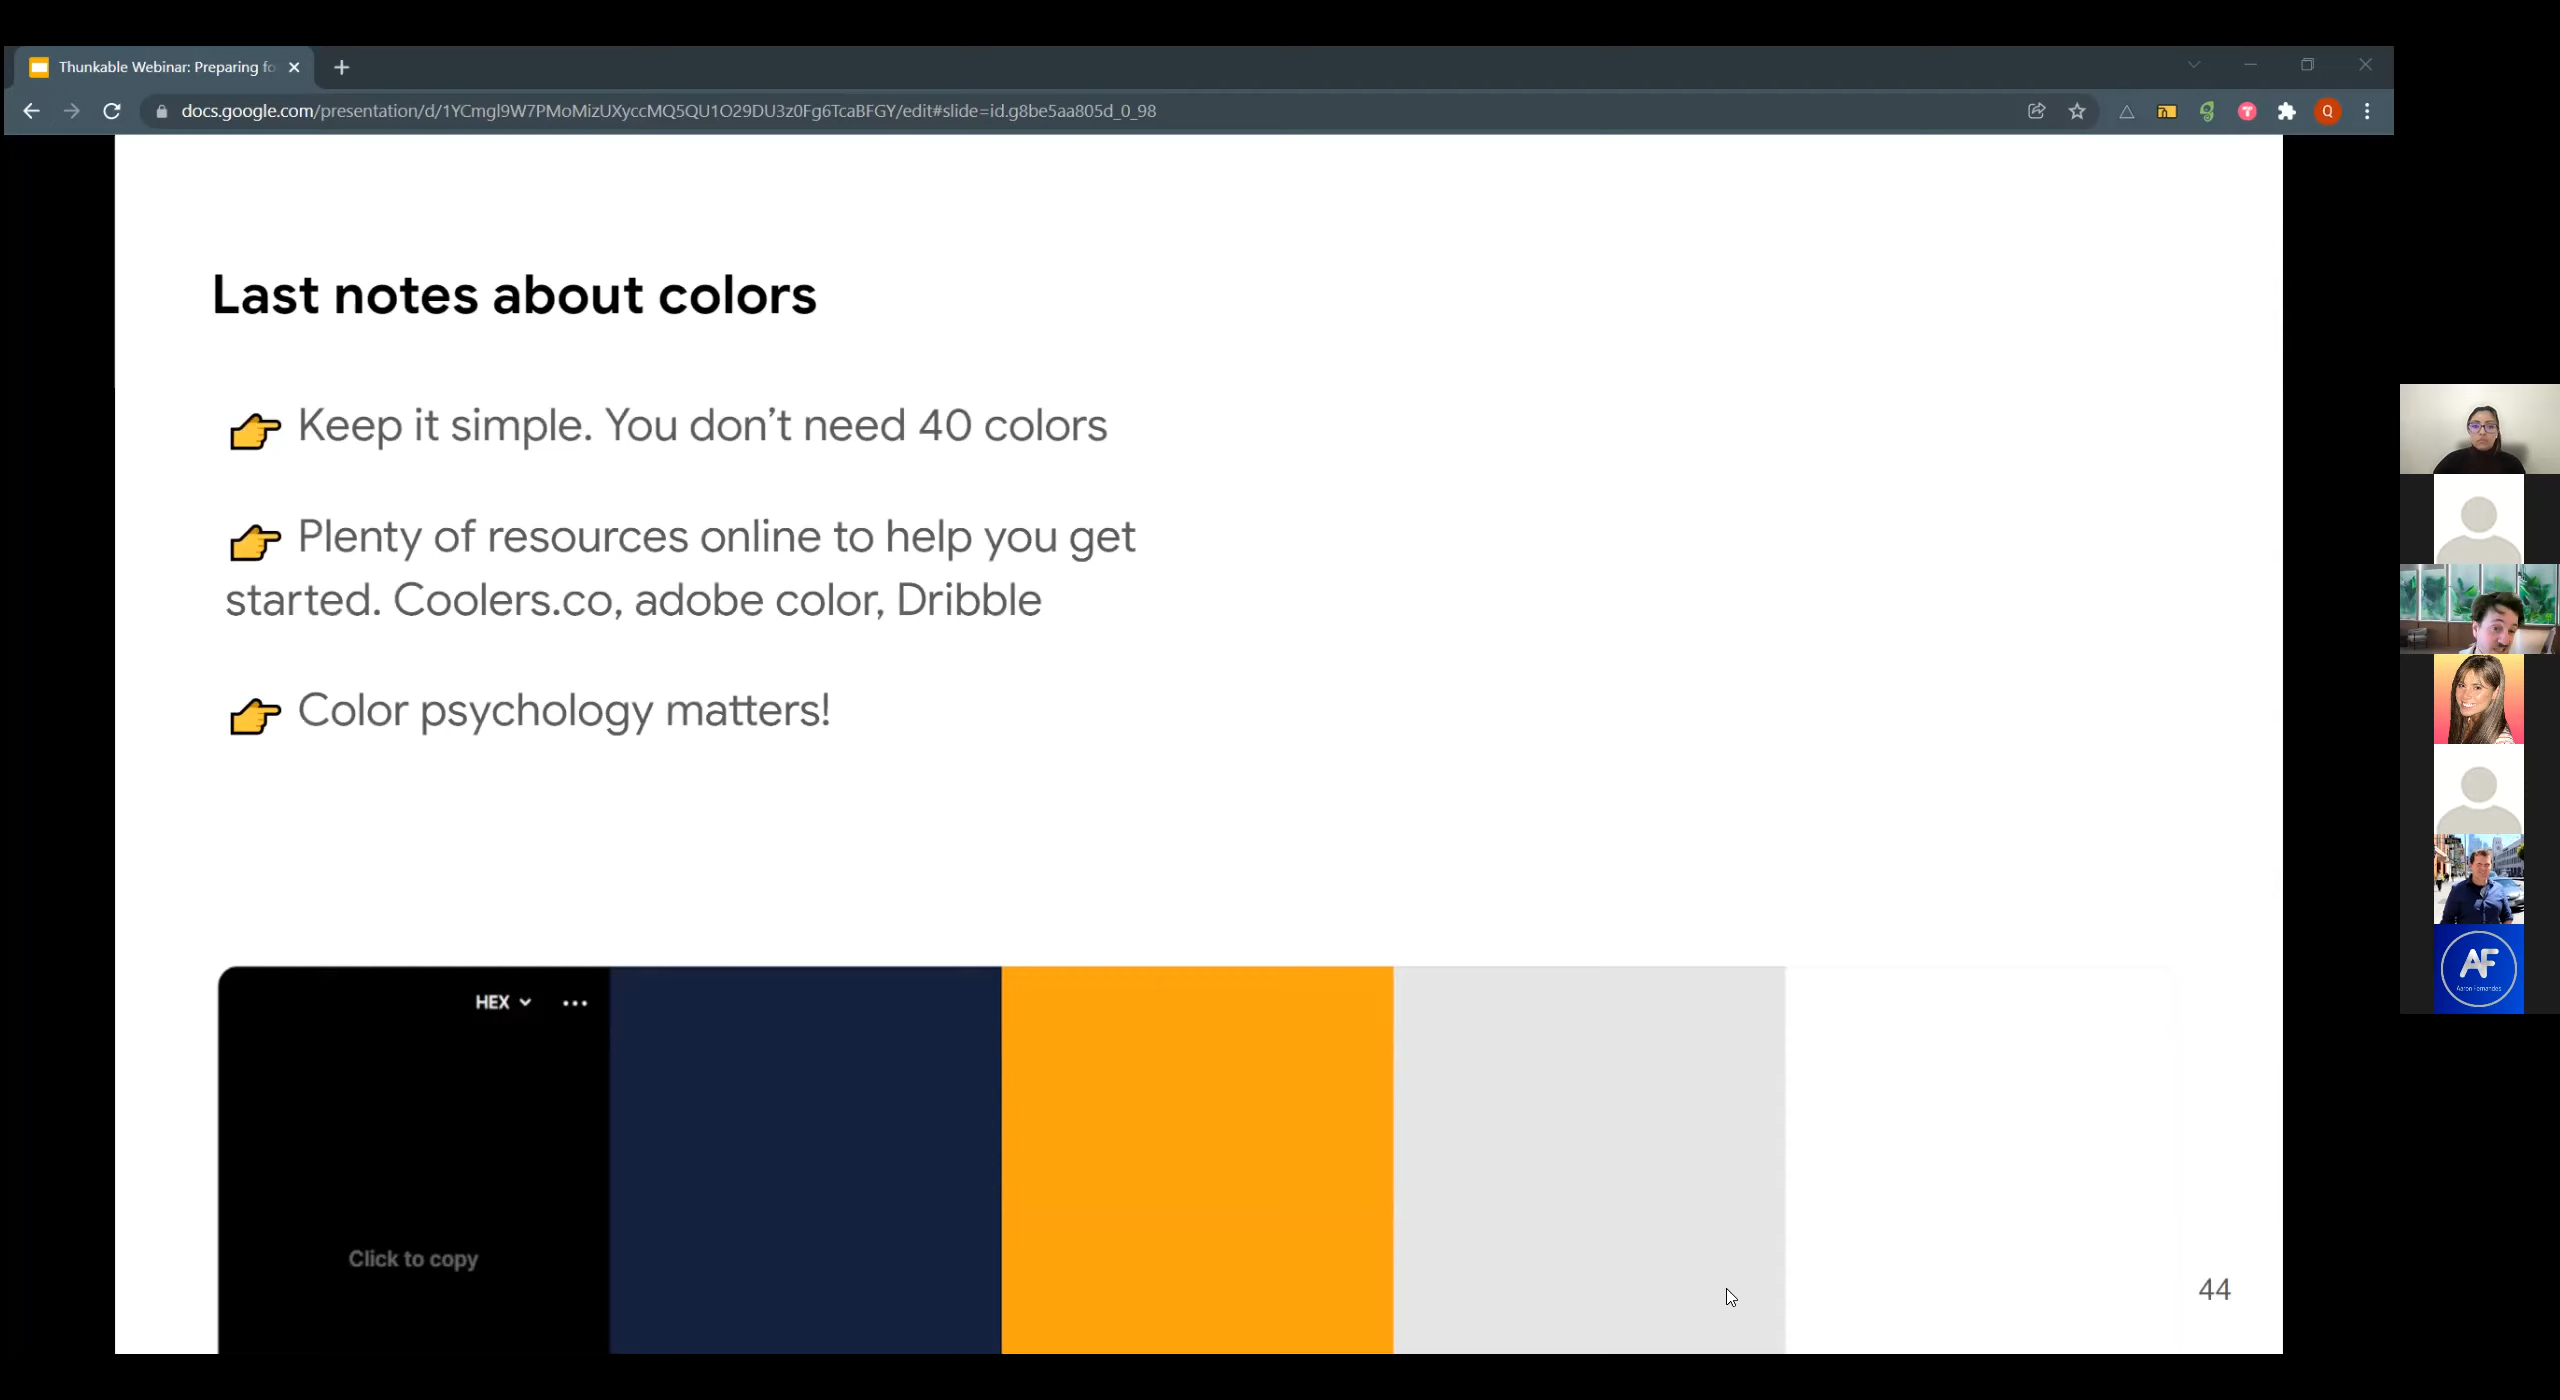 Thunkable Webinar: Preparing fo
docs.google.com/presentation/d/1YCmgl9W7PMoMizUXyccMQ5QU1O29DU3z0Fg6TcaBFGY/edit#slide=id.g8be5aa805d_0_98
Q
Last notes about colors
👉 Keep it simple. You don’t need 40 colors
👉 Plenty of resources online to help you get
started. Coolers.co, adobe color, Dribble
👉 Color psychology matters!
HEX
Click to copy
44
AF
Aaron Fernandes